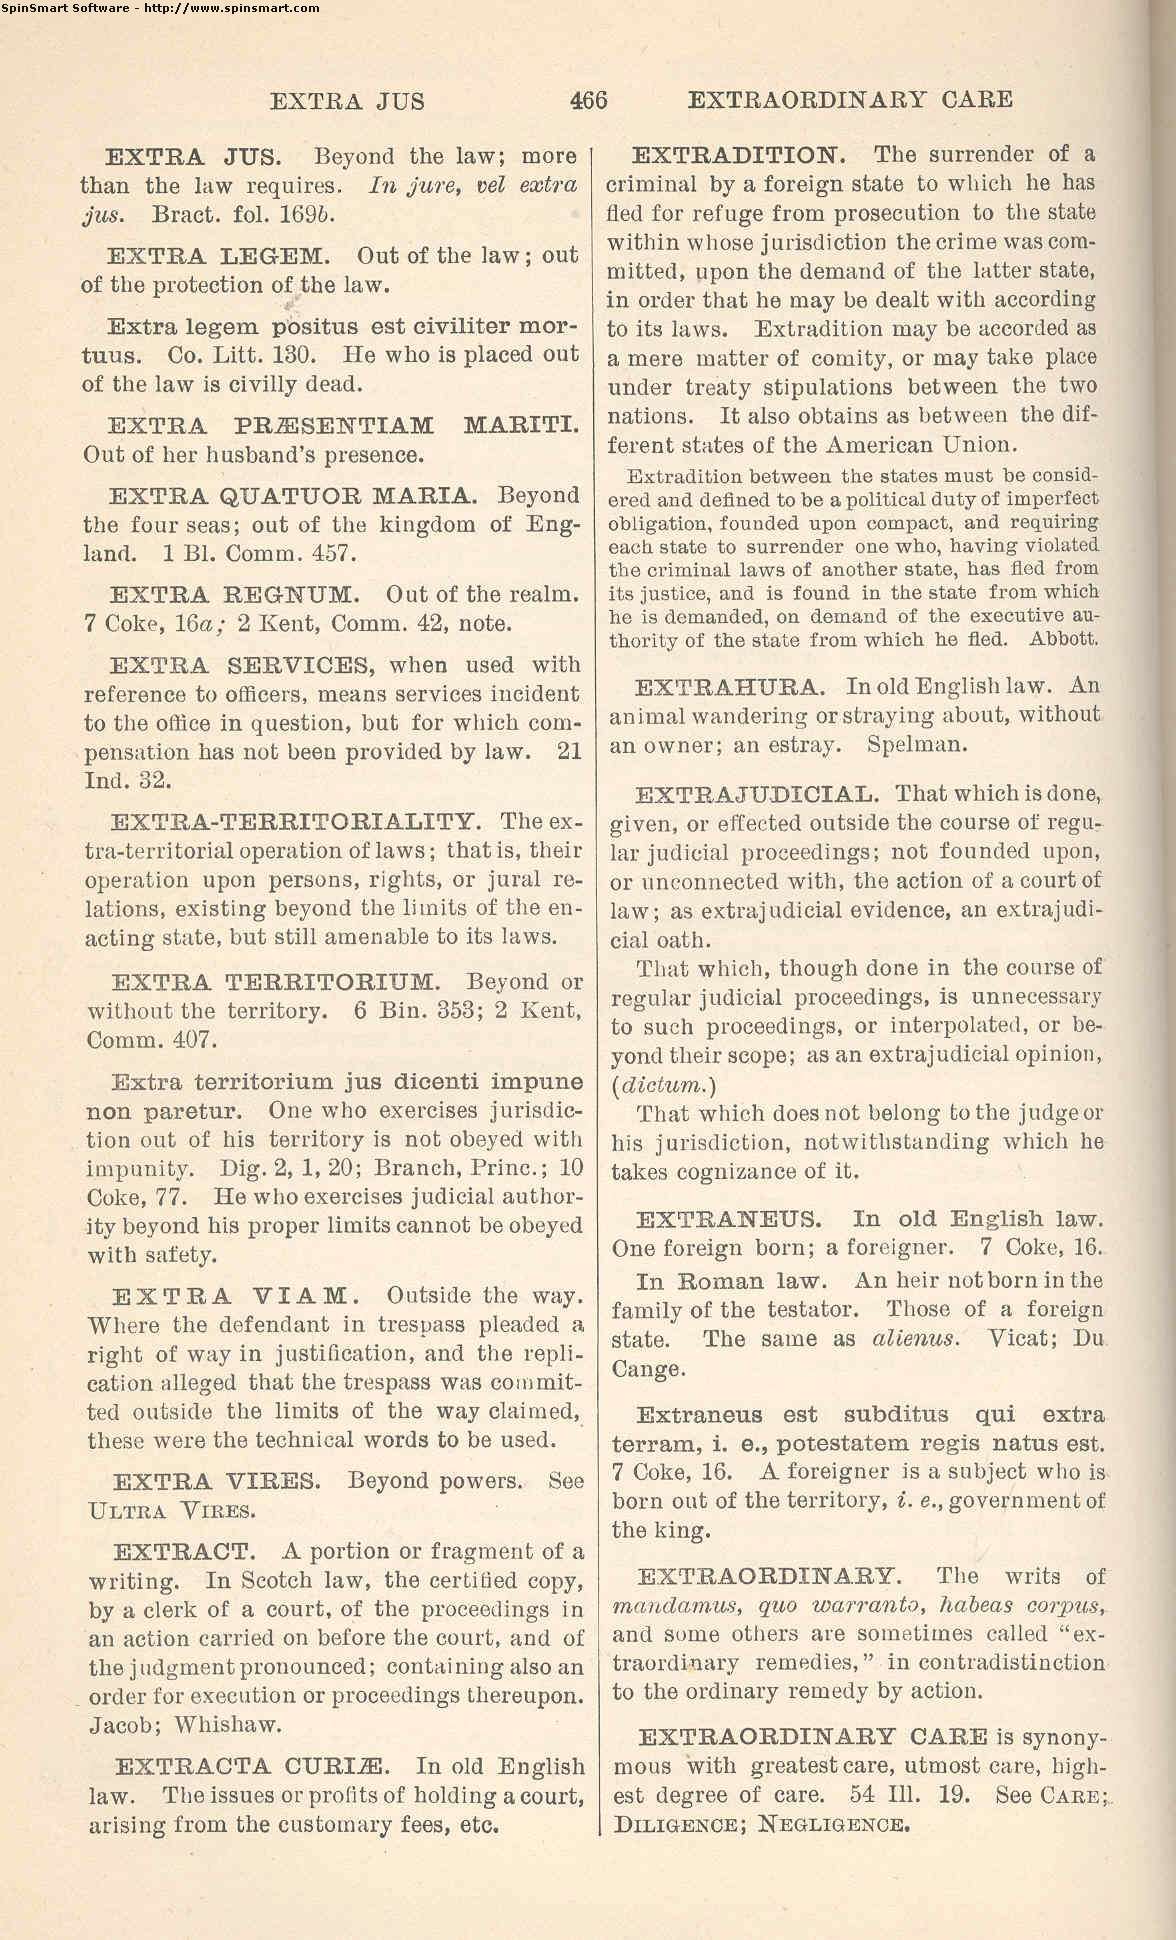 SpinSmart Software - http://www.spinsmart.com
EXTRA JUS 466 EXTRAORDINARY CARE
EXTRA JUS. Beyond the law; more
than the law requires. In jure, vel extra
jus. Bract. fol. 169b.
EXTRA LEGEM. Out of the law; out
of the protection of the law.
Extra legem positus est civiliter mor-
tuus. Co. Litt. 130. He who is placed out
of the law is civilly dead.
EXTRA PRÆSENTIAM MARITI.
Out of her husband's presence.
EXTRA QUATUOR MARIA. Beyond
the four seas; out of the kingdom of Eng-
land. 1 Bl. Comm. 457.
EXTRA REGNUM. Out of the realm.
7 Coke, 16a; 2 Kent, Comm. 42, note.
EXTRA SERVICES, when used with
reference to officers, means services incident
to the office in question, but for which com-
pensation has not been provided by law. 21
Ind. 32.
EXTRA-TERRITORIALITY. The ex-
tra-territorial operation of laws; that is, their
operation upon persons, rights, or jural re-
lations, existing beyond the limits of the en-
acting state, but still amenable to its laws.
EXTRA TERRITORIUM. Beyond or
without the territory. 6 Bin. 353; 2 Kent,
Comm. 407.
Extra territorium jus dicenti impune
non paretur. One who exercises jurisdic-
tion out of his territory is not obeyed with
impunity. Dig. 2, 1, 20; Branch, Princ.; 10
Coke, 77. He who exercises judicial author-
ity beyond his proper limits cannot be obeyed
with safety.
EXTRA VIAM. Outside the way.
Where the defendant in trespass pleaded a
right of way in justification, and the repli-
cation alleged that the trespass was commit-
ted outside the limits of the way claimed,
these were the technical words to be used.
EXTRA VIRES. Beyond powers. See
ULTRA VIRES.
EXTRACT. A portion or fragment of a
writing. In Scotch law, the certified copy,
by a clerk of a court, of the proceedings in
an action carried on before the court, and of
the judgment pronounced; containing also an
order for execution or proceedings thereupon.
Jacob; Whishaw.
EXTRACTA CURIÆ. In old English
law. The issues or profits of holding a court,
arising from the customary fees, etc.
EXTRADITION. The surrender of a
criminal by a foreign state to which he has
fled for refuge from prosecution to the state
within whose jurisdiction the crime was com-
mitted, upon the demand of the latter state,
in order that he may be dealt with according
to its laws. Extradition may be accorded as
a mere matter of comity, or may take place
under treaty stipulations between the two
nations. It also obtains as between the dif-
ferent states of the American Union.
Extradition between the states must be consid-
ered and defined to be a political duty of imperfect
obligation, founded upon compact, and requiring
each state to surrender one who, having violated
the criminal laws of another state, has fled from
its justice, and is found in the state from which
he is demanded, on demand of the executive au-
thority of the state from which he fled. Abbott.
EXTRAHURA. In old English law. An
animal wandering or straying about, without
an owner; an estray. Spelman.
EXTRAJUDICIAL. That which is done,
given, or effected outside the course of regu-
lar judicial proceedings; not founded upon,
or unconnected with, the action of a court of
law; as extrajudicial evidence, an extrajudi-
cial oath.
That which, though done in the course of
regular judicial proceedings, is unnecessary
to such proceedings, or interpolated, or be-
yond their scope; as an extrajudicial opinion,
(dictum.)
That which does not belong to the judge or
his jurisdiction, notwithstanding which he
takes cognizance of it.
EXTRANEUS. In old English law.
One foreign born; a foreigner. 7 Coke, 16.
In Roman law. An heir not born in the
family of the testator. Those of a foreign
state. The same as alienus. Vicat; Du
Cange.
Extraneus est subditus qui extra
terram, i. e., potestatem regis natus est.
7 Coke, 16. A foreigner is a subject who is
born out of the territory, i. e., government of
the king.
EXTRAORDINARY. The writs of
mandamus, quo warranto, habeas corpus,
and some others are sometimes called "ex-
traordinary remedies," in contradistinction
to the ordinary remedy by action.
EXTRAORDINARY CARE is synony-
mous with greatest care, utmost care, high-
est degree of care. 54 Ill. 19. See CARE;
DILIGENCE; NEGLIGENCE.